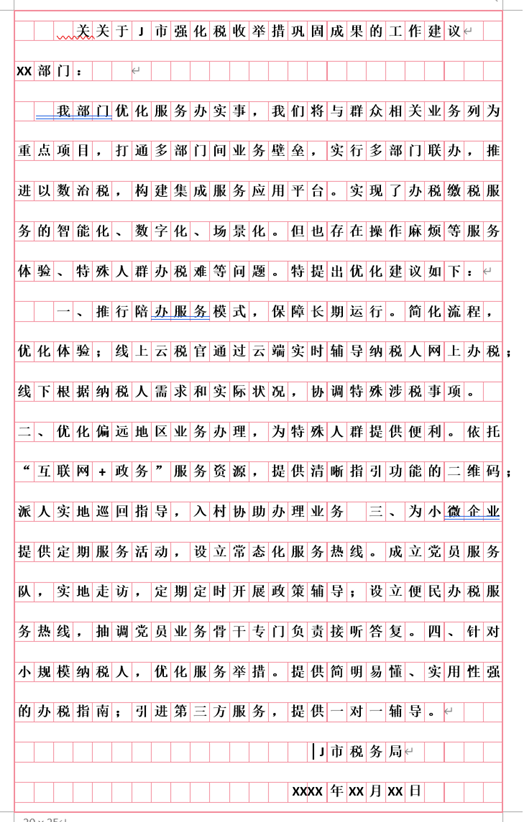 关关于J市强化税收举措巩固成果的工作建议
XX部门：
我部门优化服务办实事，我们将与群众相关业务列为
重点项目，打通多部门间业务壁垒，实行多部门联办，推
进以数治税，构建集成服务应用平台。实现了办税缴税服
务的智能化、数字化、场景化。但也存在操作麻烦等服务
体验、特殊人群办税难等问题。特提出优化建议如下：
一、推行陪办服务模式，保障长期运行。简化流程，
优化体验；线上云税官通过云端实时辅导纳税人网上办税；
线下根据纳税人需求和实际状况，协调特殊涉税事项。
二、优化偏远地区业务办理，为特殊人群提供便利。依托
“互联网+政务”服务资源，提供清晰指引功能的二维码；
派人实地巡回指导，入村协助办理业务 三、为小微企业
提供定期服务活动，设立常态化服务热线。成立党员服务
队，实地走访，定期定时开展政策辅导；设立便民办税服
务热线，抽调党员业务骨干专门负责接听答复。四、针对
小规模纳税人，优化服务举措。提供简明易懂、实用性强
的办税指南；引进第三方服务，提供一对一辅导。
J市税务局
XXXX年XX月XX日